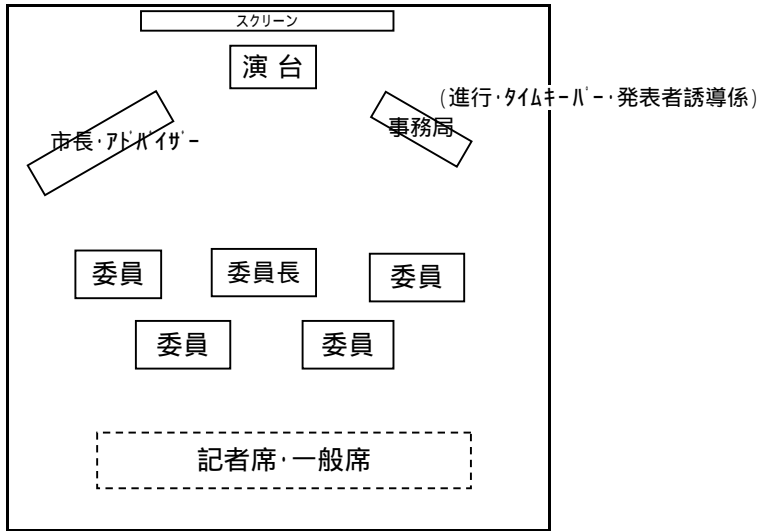 スクリーン
演 台
(進行・ﾀｲﾑｷｰﾊﾟｰ・発表者誘導係)
市長・ｱﾄﾞﾊﾞｲｻﾞｰ
事務局
委員
委員長
委員
委員
委員
記者席・一般席